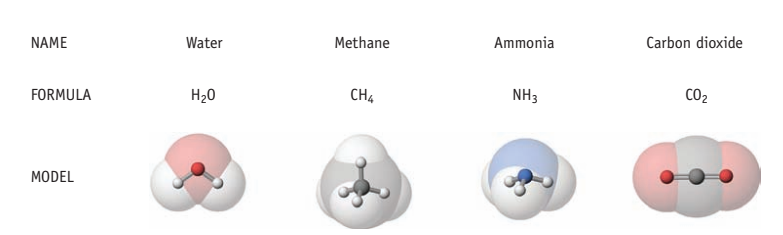 NAME Water Methane Ammonia Carbon dioxide
FORMULA H₂O CH₄ NH₃ CO₂
MODEL